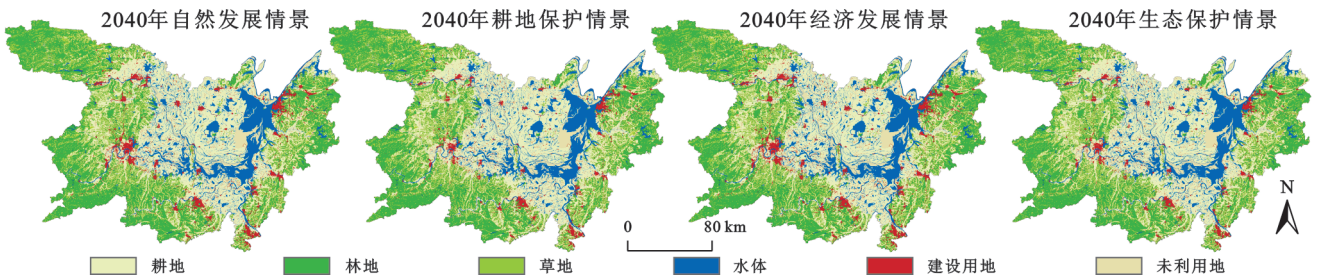 2040年自然发展情景
2040年耕地保护情景
2040年经济发展情景
2040年生态保护情景
N
0 80 km
耕地
林地
草地
水体
建设用地
未利用地